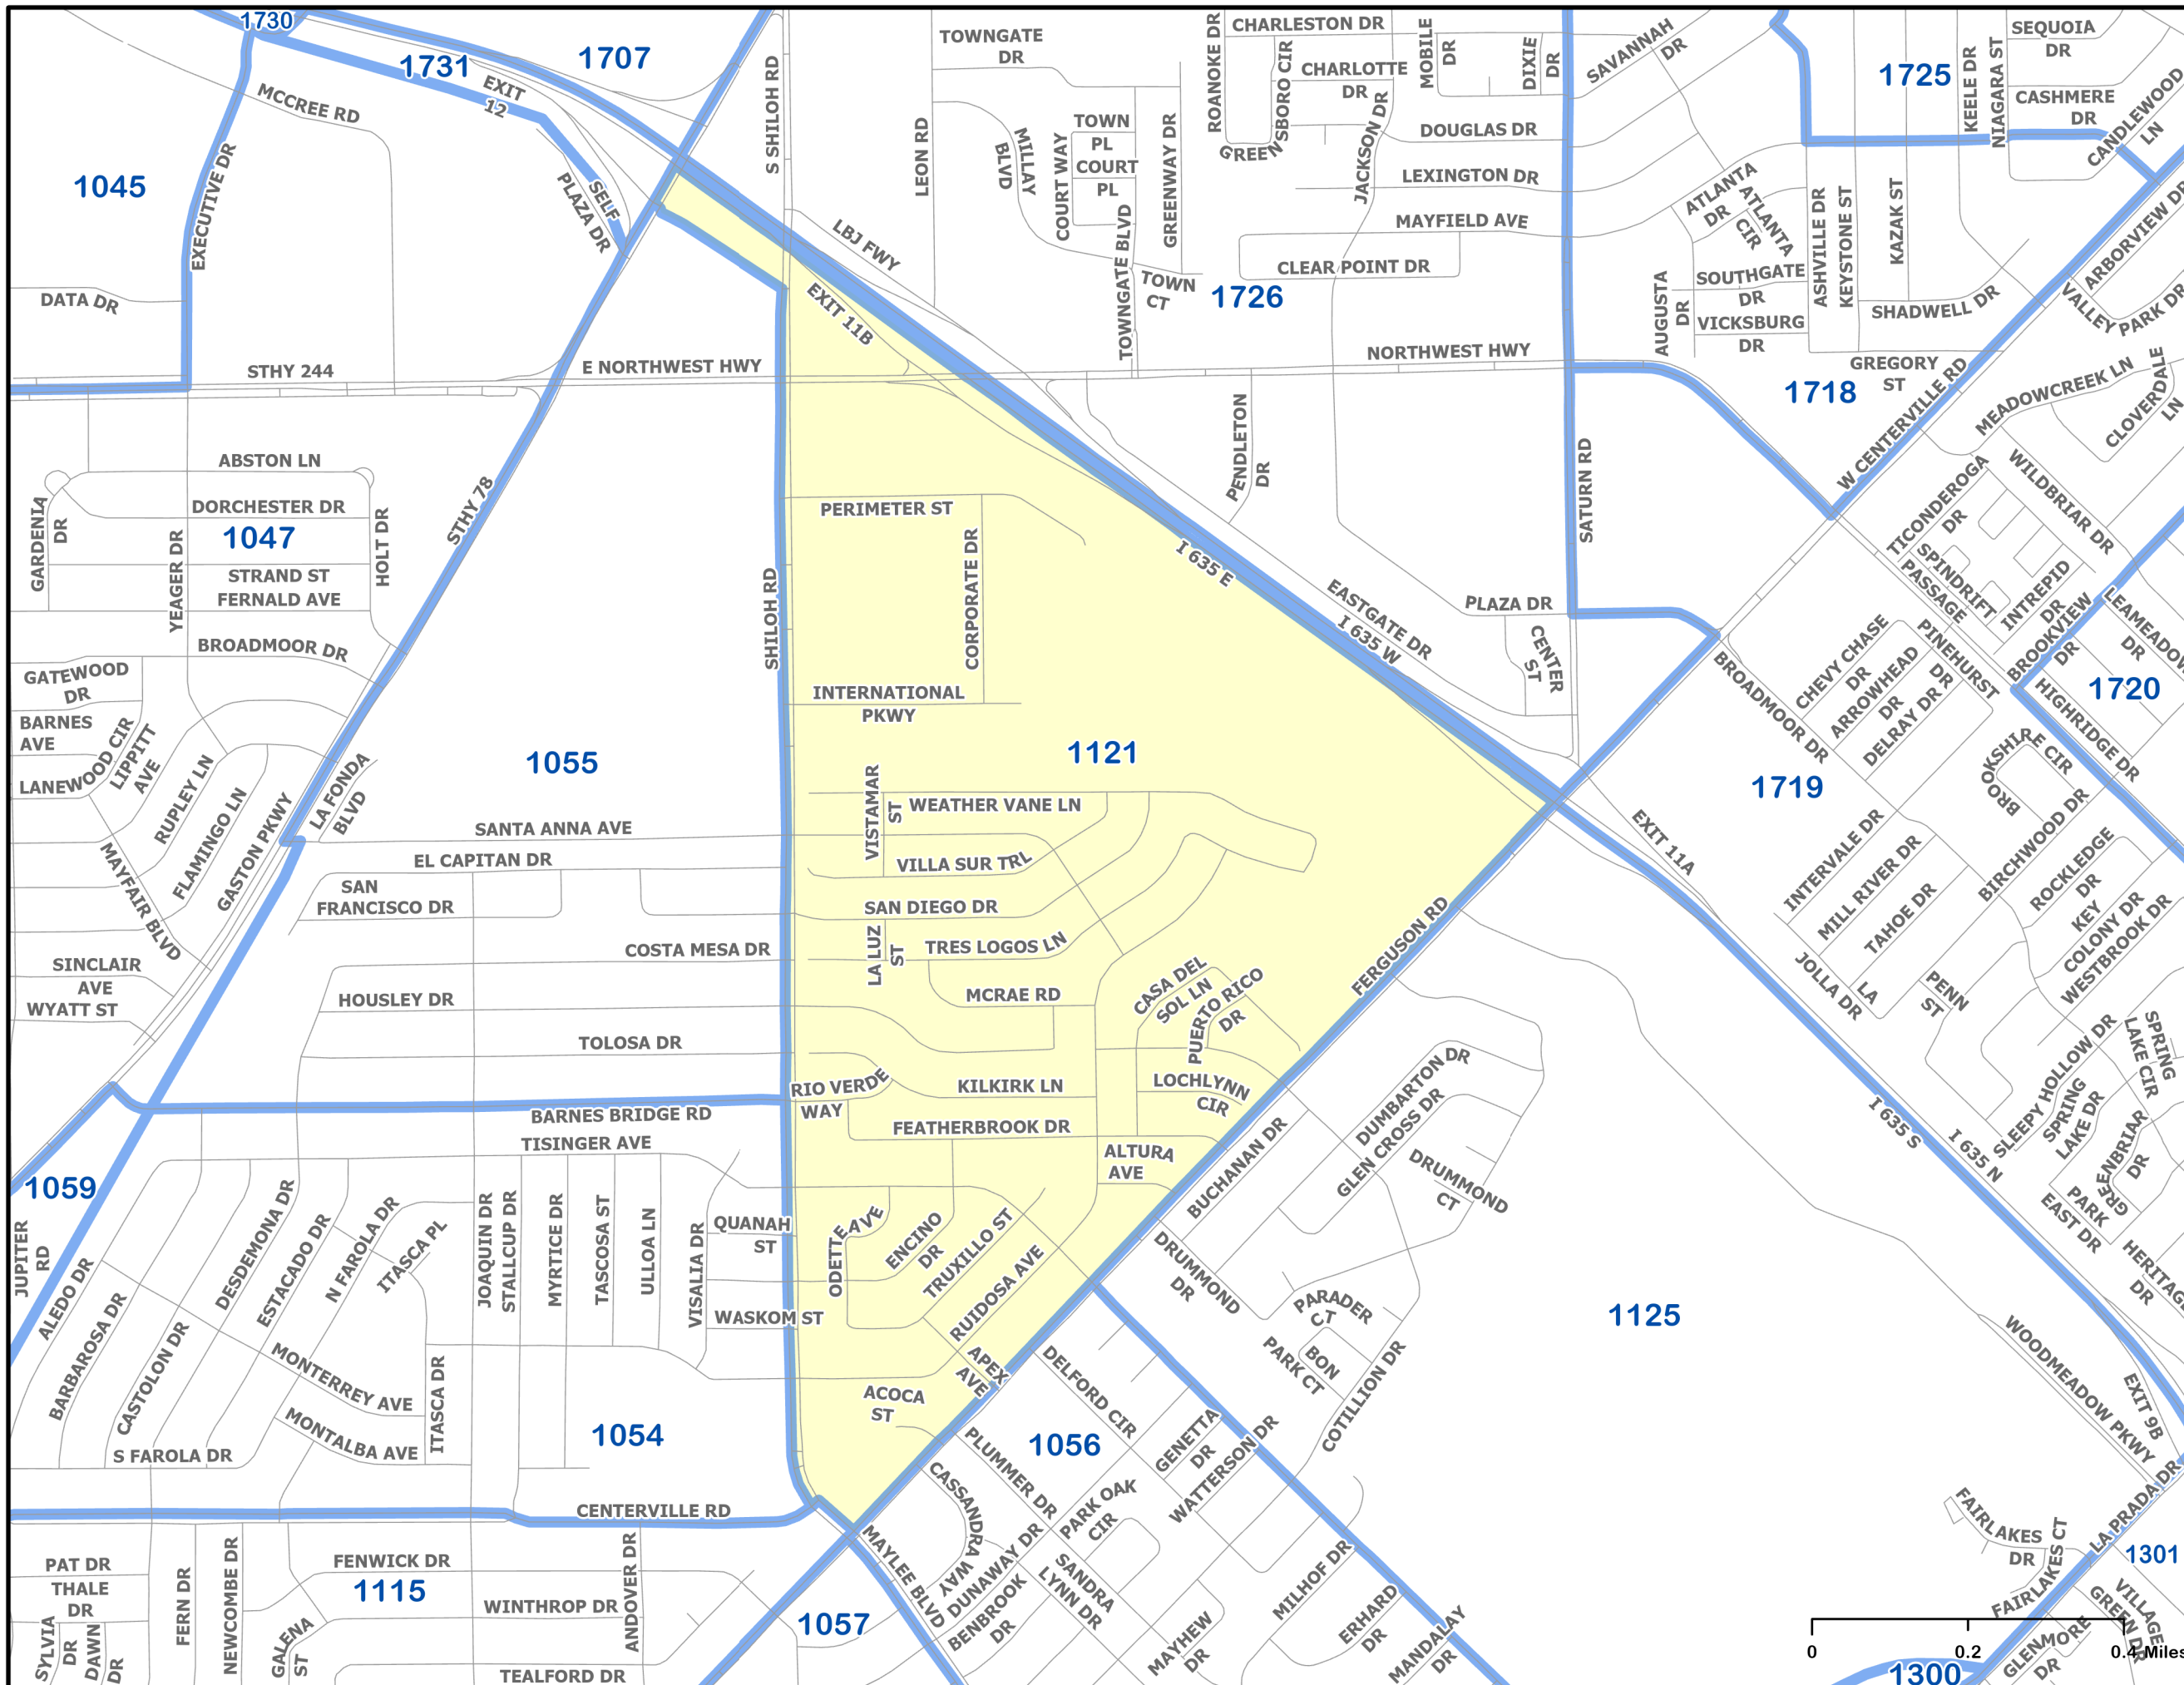 1730
1731
1707
EXIT
12
MCCREE RD
1045
EXECUTIVE DR
SELF
PLAZA DR
DATA DR
STHY 244
E NORTHWEST HWY
S SHILOH RD
TOWNGATE
DR
LEON RD
MILLAY
BLVD
COURT WAY
TOWN
PL
COURT
PL
GREENWAY DR
TOWNGATE BLVD
TOWN
CT
LBJ FWY
EXIT 11B
ROANOKE DR
CHARLESTON DR
GREENSBORO CIR
CHARLOTTE
DR
MOBILE
DR
DIXIE
DR
SAVANNAH
DR
JACKSON DR
DOUGLAS DR
LEXINGTON DR
MAYFIELD AVE
CLEAR POINT DR
1726
NORTHWEST HWY
1725
KEELE DR
NIAGARA ST
SEQUOIA
DR
CASHMERE
DR
CANDLEWOOD
LN
ATLANTA
DR
ATLANTA
CIR
ASHVILLE DR
KEYSTONE ST
KAZAK ST
AUGUSTA
DR
SOUTHGATE
DR
VICKSBURG
DR
SHADWELL DR
ARBORVIEW DR
VALLEY
PARK DR
GREGORY
ST
1718
W CENTERVILLE RD
MEADOWCREEK LN
CLOVERDALE
LN
ABSTON LN
GARDENIA
DR
DORCHESTER DR
1047
YEAGER DR
HOLT DR
STRAND ST
FERNALD AVE
STHY 78
BROADMOOR DR
GATEWOOD
DR
BARNES
AVE
LANEWOOD CIR
LIPPITT
AVE
RUPLEY LN
FLAMINGO LN
GASTON PKWY
LA FONDA
BLVD
MAYFAIR BLVD
SINCLAIR
AVE
WYATT ST
1055
SHILOH RD
PERIMETER ST
CORPORATE DR
INTERNATIONAL
PKWY
1121
I 635 E
I 635 W
EASTGATE DR
PENDLETON
DR
SATURN RD
PLAZA DR
CENTER
ST
TICONDEROGA
DR
WILDBRIAR DR
SPINDRIFT
PASSAGE
INTREPID
DR
BROOKVIEW
DR
LEAMEADOW
DR
1720
HIGHRIDGE DR
PINEHURST
DR
CHEVY CHASE
DR
ARROWHEAD
DR
DELRAY DR
BROADMOOR DR
BROOKSHIRE CIR
1719
EXIT 11A
INTERVALE DR
MILL RIVER DR
TAHOE DR
BIRCHWOOD DR
ROCKLEDGE
DR
KEY
COLONY DR
WESTBROOK DR
LA
JOLLA DR
PENN
ST
SANTA ANNA AVE
EL CAPITAN DR
SAN
FRANCISCO DR
COSTA MESA DR
HOUSLEY DR
TOLOSA DR
VISTAMAR
ST
WEATHER VANE LN
VILLA SUR TRL
SAN DIEGO DR
LA LUZ
ST
TRES LOGOS LN
MCRAE RD
CASA DEL
SOL LN
PUERTO RICO
DR
FERGUSON RD
RIO VERDE
WAY
KILKIRK LN
LOCHLYNN
CIR
FEATHERBROOK DR
ALTURA
AVE
BARNES BRIDGE RD
TISINGER AVE
1059
JUPITER
RD
ALEDO DR
BARBAROSA DR
CASTOLON DR
DESDEMONA DR
ESTACADO DR
N FAROLA DR
ITASCA PL
MONTERREY AVE
MONTALBA AVE
ITASCA DR
S FAROLA DR
JOAQUIN DR
STALLCUP DR
MYRTICE DR
TASCOSA ST
ULLOA LN
VISALIA DR
QUANAH
ST
WASKOM ST
1054
ODETTE AVE
ENCINO
DR
TRUXILLO ST
RUIDOSA AVE
APEX
AVE
ACOCA
ST
BUCHANAN DR
DUMBARTON DR
GLEN CROSS DR
DRUMMOND
CT
DRUMMOND
DR
PARADER
CT
BON
PARK CT
COTILLION DR
1125
I 635 S
I 635 N
SLEEPY HOLLOW DR
SPRING
LAKE DR
SPRING
LAKE CIR
GREENBRIAR
DR
PARK
EAST DR
HERITAGE
DR
WOODMEADOW PKWY
EXIT 9B
LA PRADA DR
CENTERVILLE RD
PAT DR
THALE
DR
SYLVIA
DR
DAWN
DR
FERN DR
NEWCOMBE DR
GALENA
ST
FENWICK DR
1115
WINTHROP DR
ANDOVER DR
TEALFORD DR
1057
MAYLEE BLVD
CASSANDRA WAY
PLUMMER DR
DELFORD CIR
1056
GENETTA
DR
WATTERSON DR
PARK OAK
CIR
DUNAWAY DR
BENBROOK
DR
SANDRA
LYNN DR
MAYHEW
DR
MILHOF DR
ERHARD
DR
MANDALAY
DR
FAIRLAKES
DR
FAIRLAKES CT
1301
VILLAGE
GREEN DR
GLENMORE
DR
1300
0 0.2 0.4 Miles